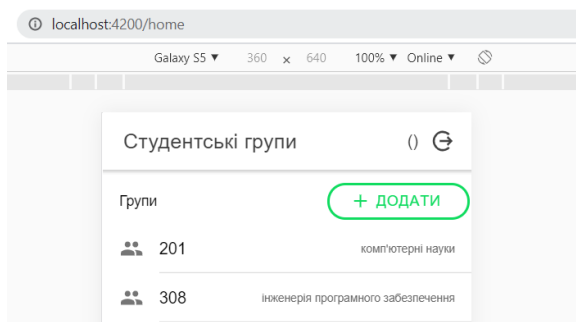 localhost:4200/home
Galaxy S5 ▼ 360 x 640 100% ▼ Online ▼
Студентські групи ()
Групи + ДОДАТИ
201 комп'ютерні науки
308 інженерія програмного забезпечення